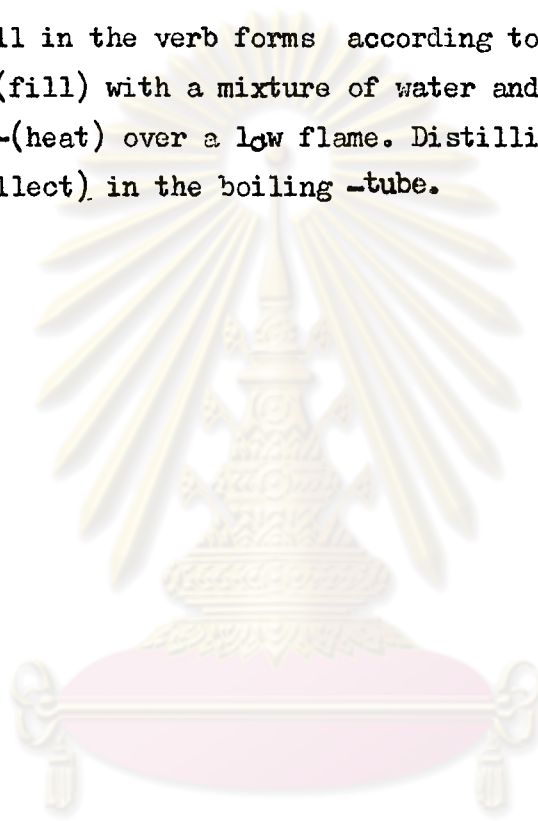 ll in the verb forms according to
(fill) with a mixture of water and
-(heat) over a low flame. Distilli
llect). in the boiling -tube.